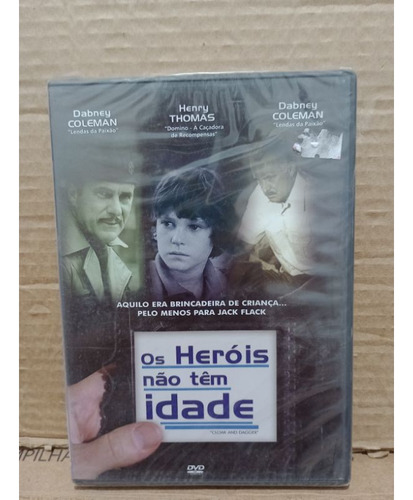 Dabney
COLEMAN
"Lendas da Paixão"
Henry
THOMAS
"Domino - A Caçadora
de Recompensas"
Dabney
COLEMAN
"Lendas da Paixão"
AQUILO ERA BRINCADEIRA DE CRIANÇA...
PELO MENOS PARA JACK FLACK
Os Heróis
não têm
idade
"CLOAK AND DAGGER"
DVD
MPILHA